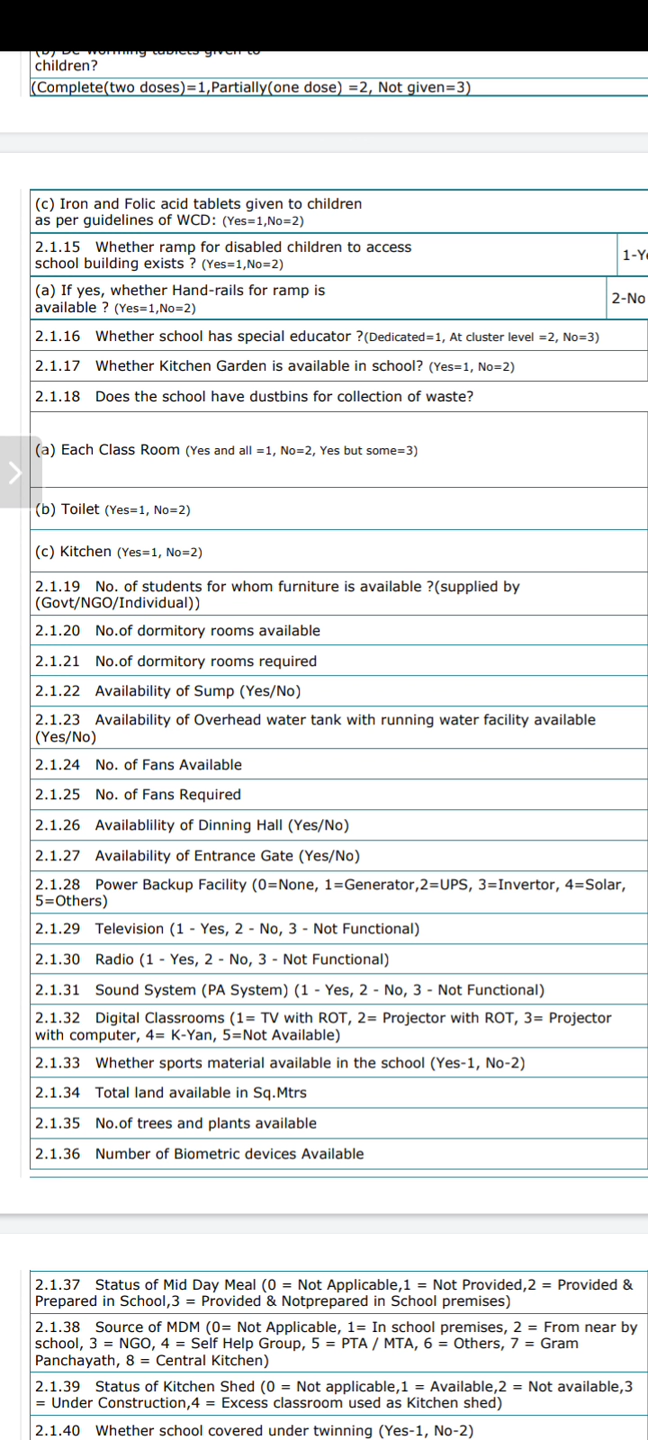 children?
(Complete(two doses)=1,Partially(one dose) =2, Not given=3)
(c) Iron and Folic acid tablets given to children
as per guidelines of WCD: (Yes=1,No=2)
2.1.15 Whether ramp for disabled children to access
school building exists ? (Yes=1,No=2)
1-Y
(a) If yes, whether Hand-rails for ramp is
available ? (Yes=1,No=2)
2-No
2.1.16 Whether school has special educator ?(Dedicated=1, At cluster level =2, No=3)
2.1.17 Whether Kitchen Garden is available in school? (Yes=1, No=2)
2.1.18 Does the school have dustbins for collection of waste?
(a) Each Class Room (Yes and all =1, No=2, Yes but some=3)
(b) Toilet (Yes=1, No=2)
(c) Kitchen (Yes=1, No=2)
2.1.19 No. of students for whom furniture is available ?(supplied by
(Govt/NGO/Individual))
2.1.20 No.of dormitory rooms available
2.1.21 No.of dormitory rooms required
2.1.22 Availability of Sump (Yes/No)
2.1.23 Availability of Overhead water tank with running water facility available
(Yes/No)
2.1.24 No. of Fans Available
2.1.25 No. of Fans Required
2.1.26 Availablility of Dinning Hall (Yes/No)
2.1.27 Availability of Entrance Gate (Yes/No)
2.1.28 Power Backup Facility (0=None, 1=Generator,2=UPS, 3=Invertor, 4=Solar,
5=Others)
2.1.29 Television (1 - Yes, 2 - No, 3 - Not Functional)
2.1.30 Radio (1 - Yes, 2 - No, 3 - Not Functional)
2.1.31 Sound System (PA System) (1 - Yes, 2 - No, 3 - Not Functional)
2.1.32 Digital Classrooms (1= TV with ROT, 2= Projector with ROT, 3= Projector
with computer, 4= K-Yan, 5=Not Available)
2.1.33 Whether sports material available in the school (Yes-1, No-2)
2.1.34 Total land available in Sq.Mtrs
2.1.35 No.of trees and plants available
2.1.36 Number of Biometric devices Available
2.1.37 Status of Mid Day Meal (0 = Not Applicable,1 = Not Provided,2 = Provided &
Prepared in School,3 = Provided & Notprepared in School premises)
2.1.38 Source of MDM (0= Not Applicable, 1= In school premises, 2 = From near by
school, 3 = NGO, 4 = Self Help Group, 5 = PTA / MTA, 6 = Others, 7 = Gram
Panchayath, 8 = Central Kitchen)
2.1.39 Status of Kitchen Shed (0 = Not applicable,1 = Available,2 = Not available,3
= Under Construction,4 = Excess classroom used as Kitchen shed)
2.1.40 Whether school covered under twinning (Yes-1, No-2)